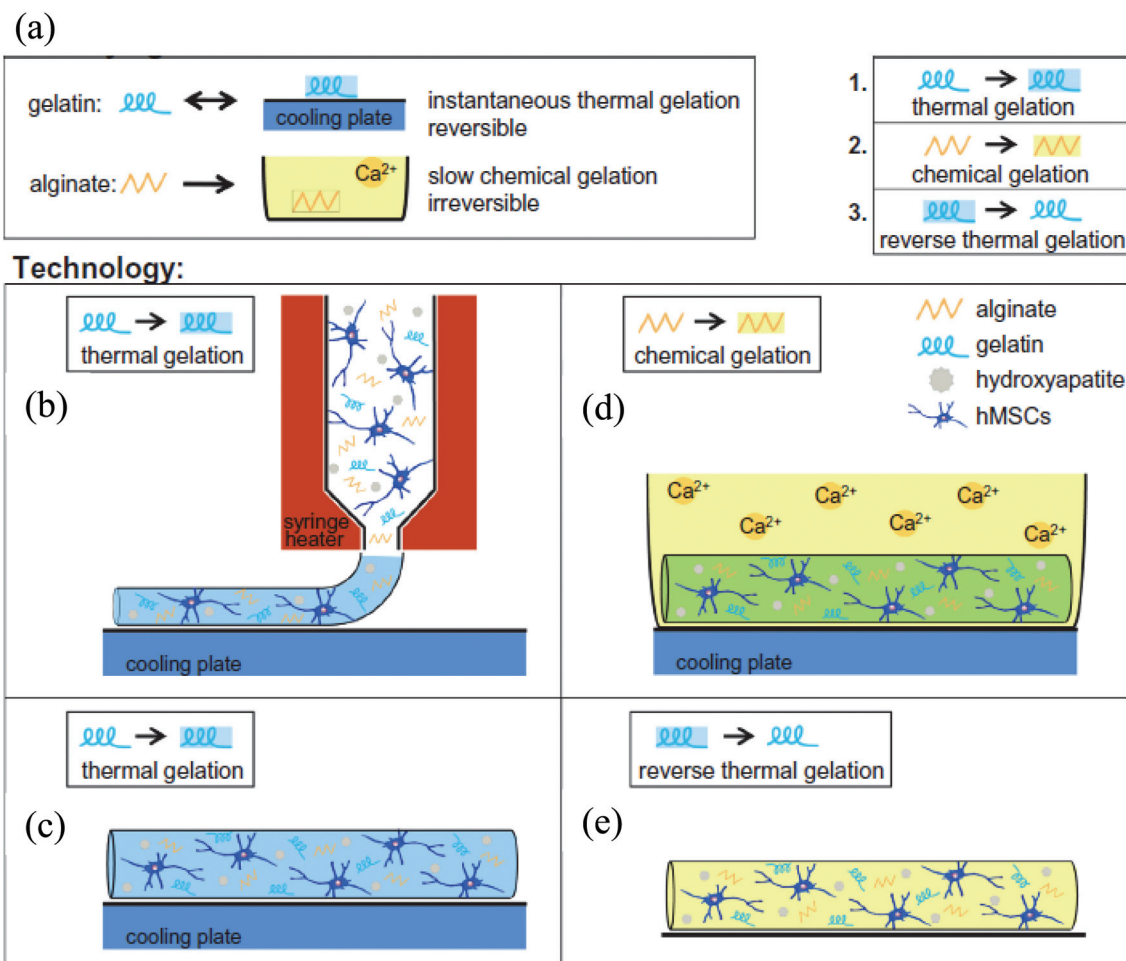 (a)
gelatin:
cooling plate
instantaneous thermal gelation
reversible
alginate:
Ca2+
slow chemical gelation
irreversible
1.
thermal gelation
2.
chemical gelation
3.
reverse thermal gelation
Technology:
thermal gelation
(b)
syringe
heater
cooling plate
chemical gelation
alginate
gelatin
hydroxyapatite
hMSCs
(d)
Ca2+
Ca2+
Ca2+
Ca2+
Ca2+
Ca2+
cooling plate
thermal gelation
(c)
cooling plate
reverse thermal gelation
(e)